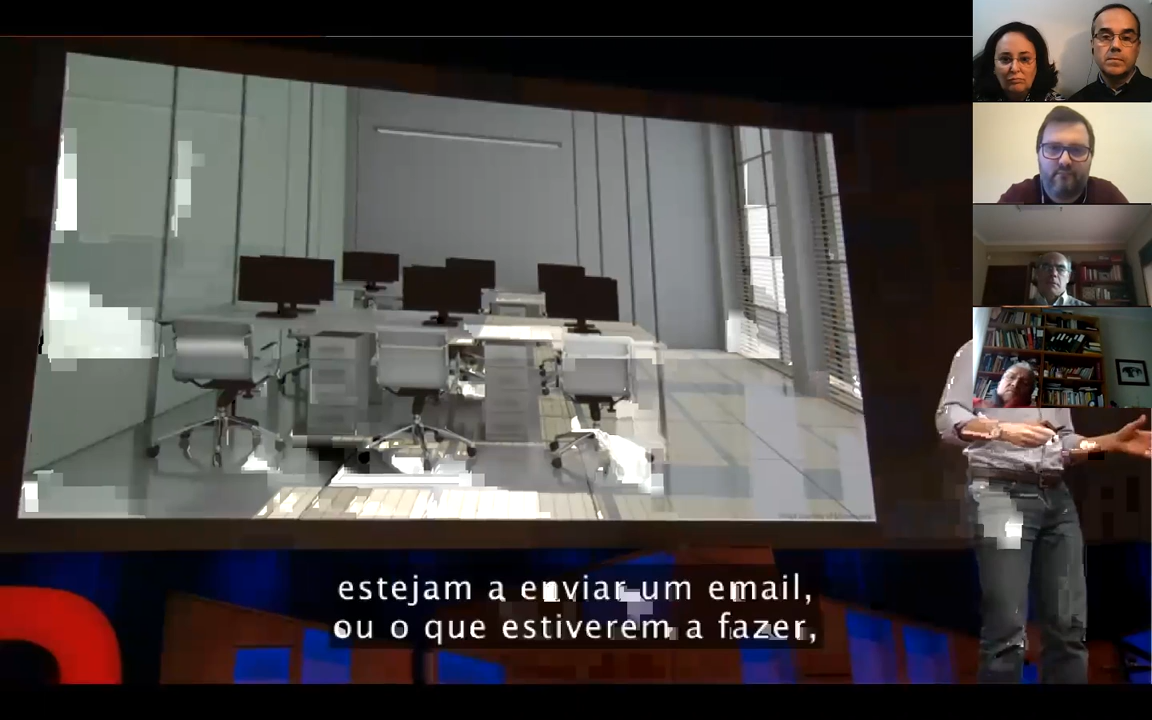 estejam a enviar um email,
ou o que estiverem a fazer,